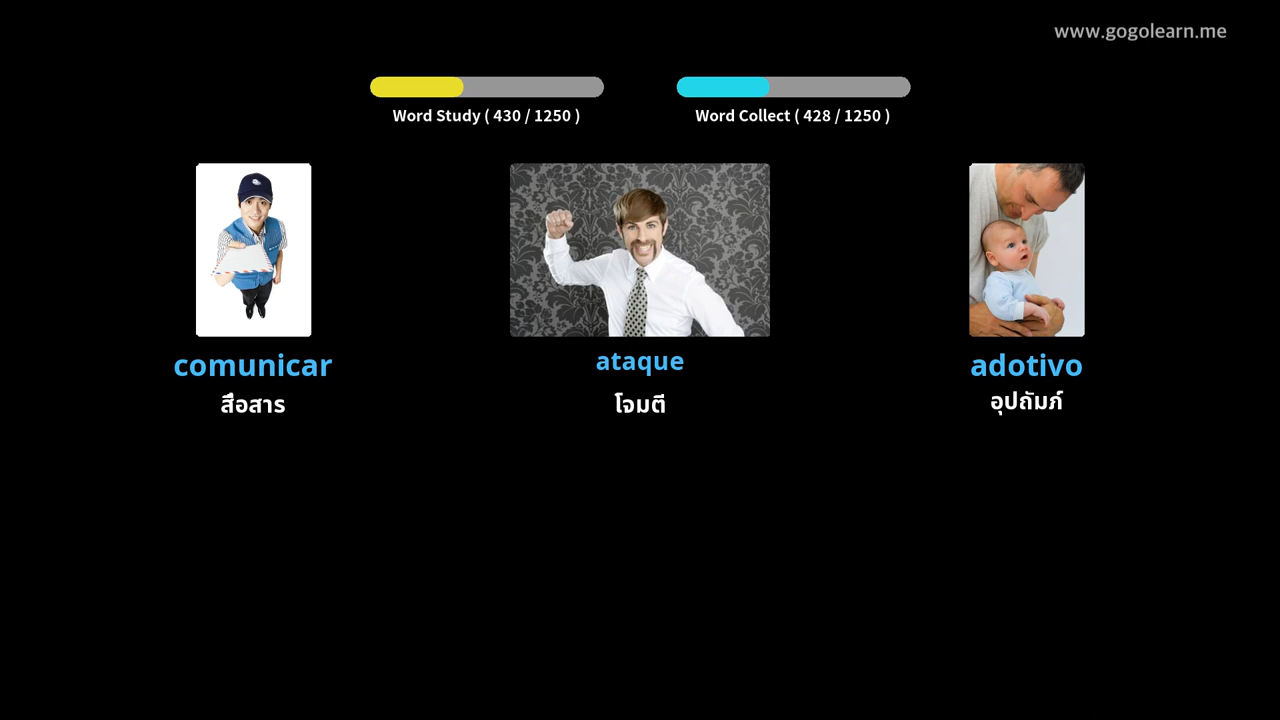 www.gogolearn.me
Word Study ( 430 / 1250 )
Word Collect ( 428 / 1250 )
comunicar
สื่อสาร
ataque
โจมตี
adotivo
อุปถัมภ์